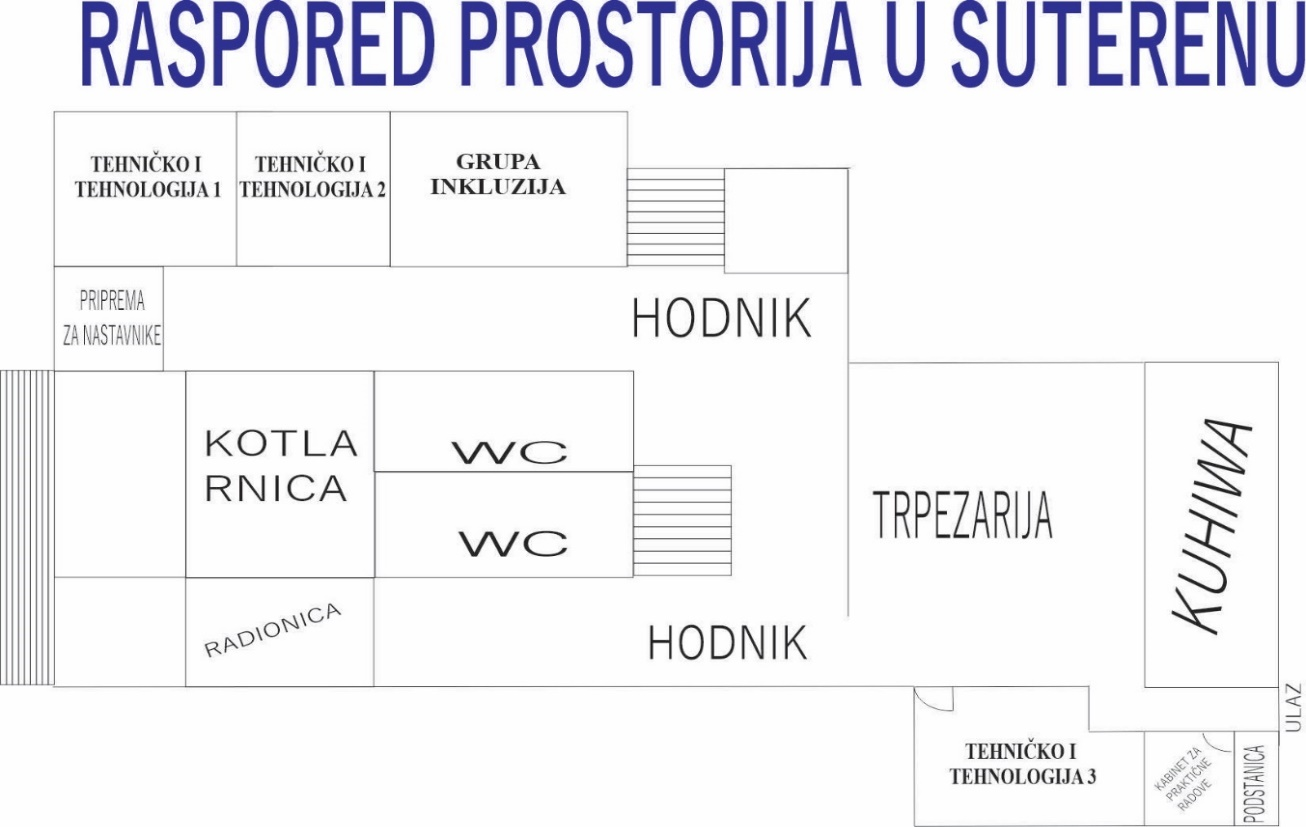 RASPORED PROSTORIJA U SUTERENU
TEHNIČKO I
TEHNOLOGIJA 1
TEHNIČKO I
TEHNOLOGIJA 2
GRUPA
INKLUZIJA
PRIPREMA
ZA NASTAVNIKE
HODNIK
KOTLA
RNICA
WC
WC
TRPEZARIJA
KUHIWA
RADIONICA
HODNIK
ULAZ
TEHNIČKO I
TEHNOLOGIJA 3
KABINET ZA
PRAKTIČNE
RADOVE
PODSTANICA